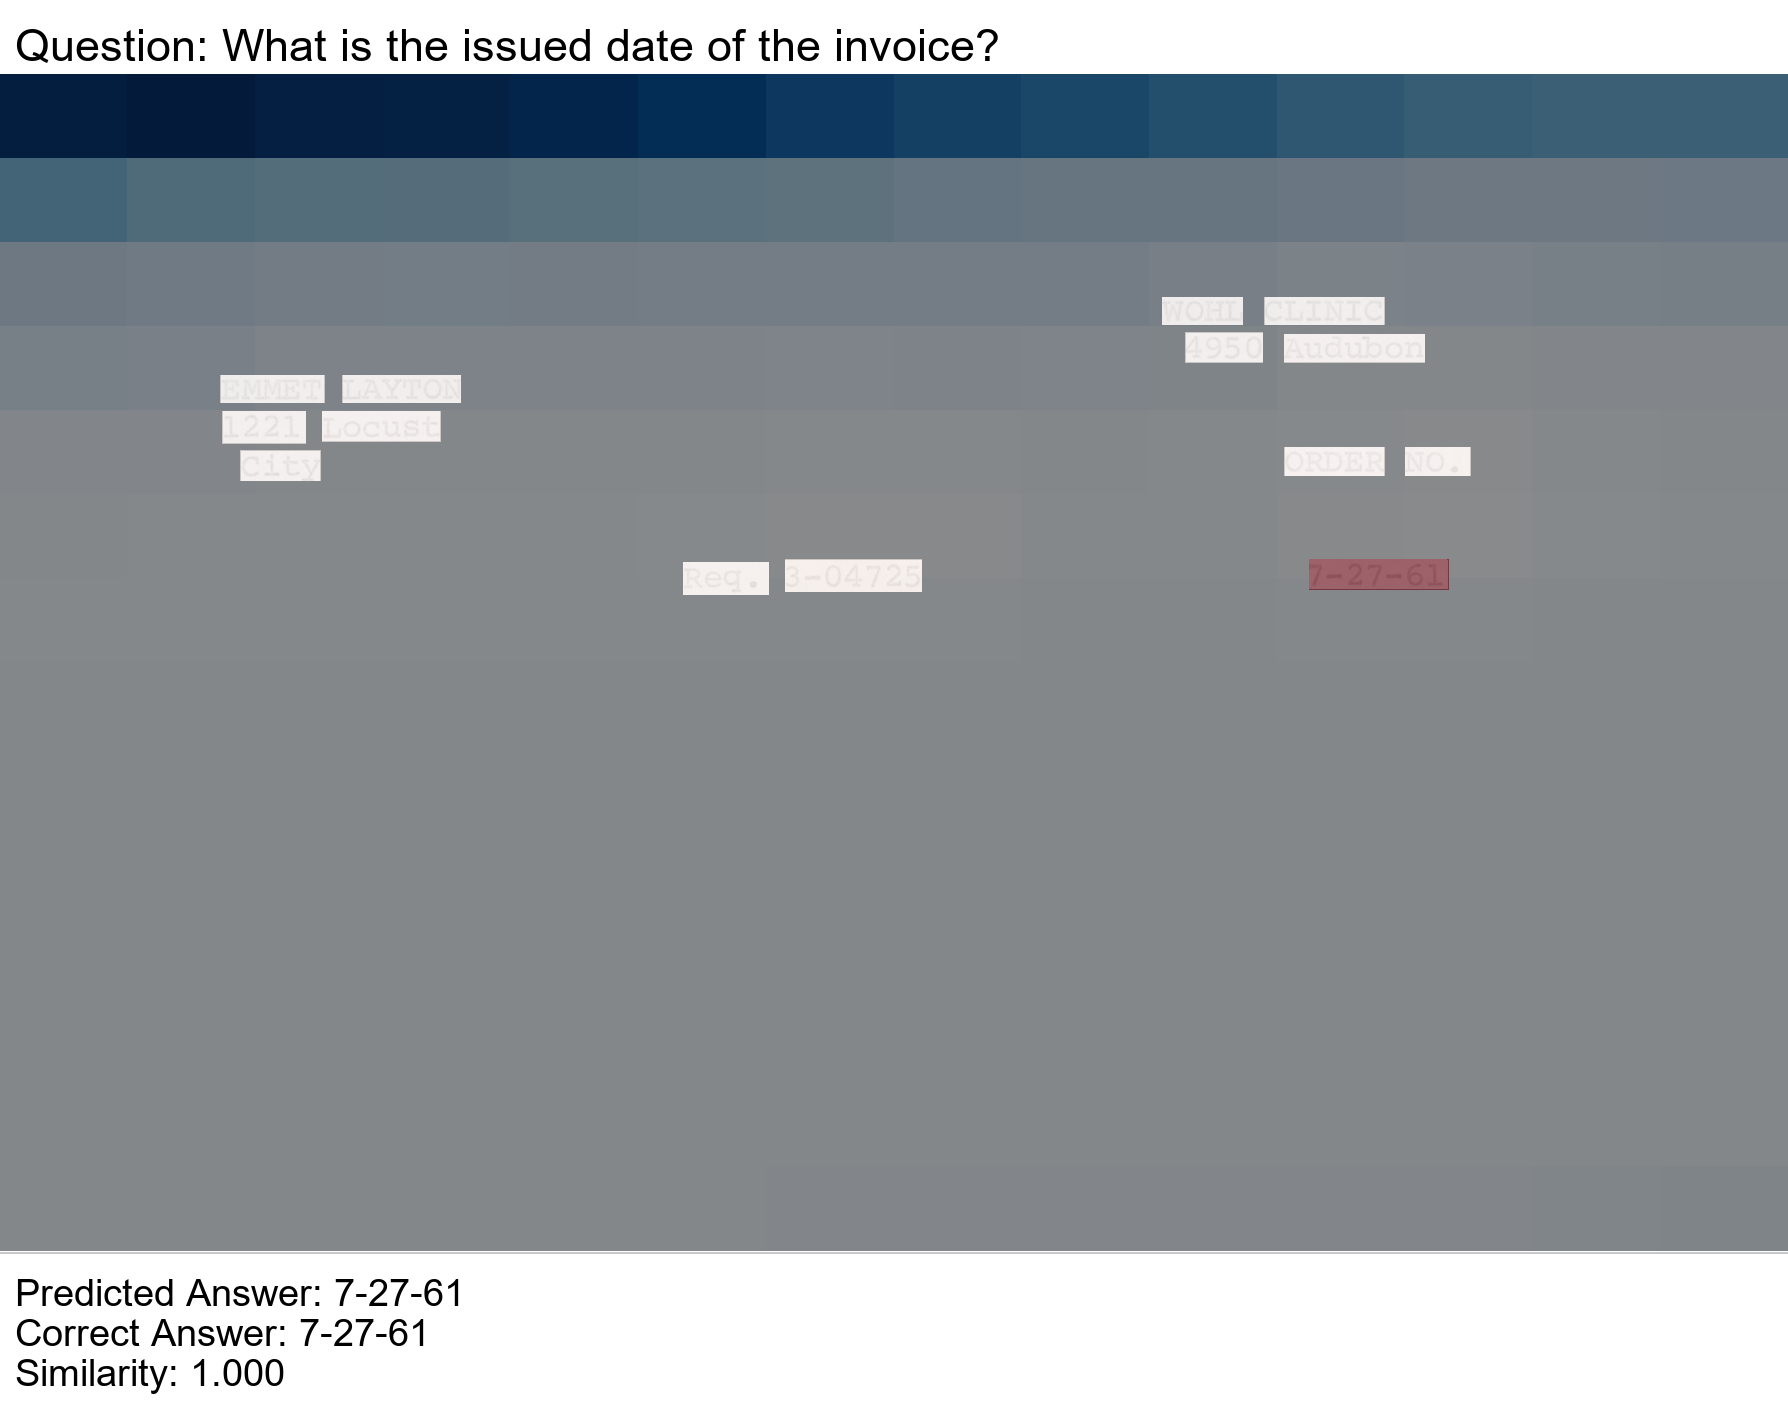 Question: What is the issued date of the invoice?
WOHL CLINIC
4950 Audubon
EMMET LAYTON
1221 Locust
City
ORDER NO.
Req. 3-04725
7-27-61
Predicted Answer: 7-27-61
Correct Answer: 7-27-61
Similarity: 1.000